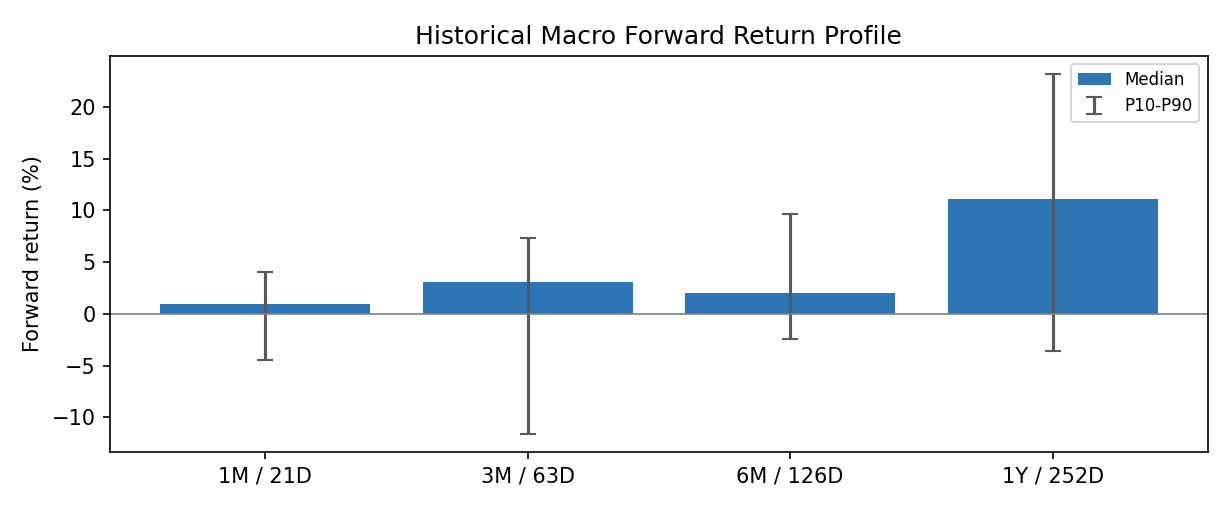 Historical Macro Forward Return Profile
Forward return (%)
20
15
10
5
0
−5
−10
Median
P10-P90
1M / 21D
3M / 63D
6M / 126D
1Y / 252D